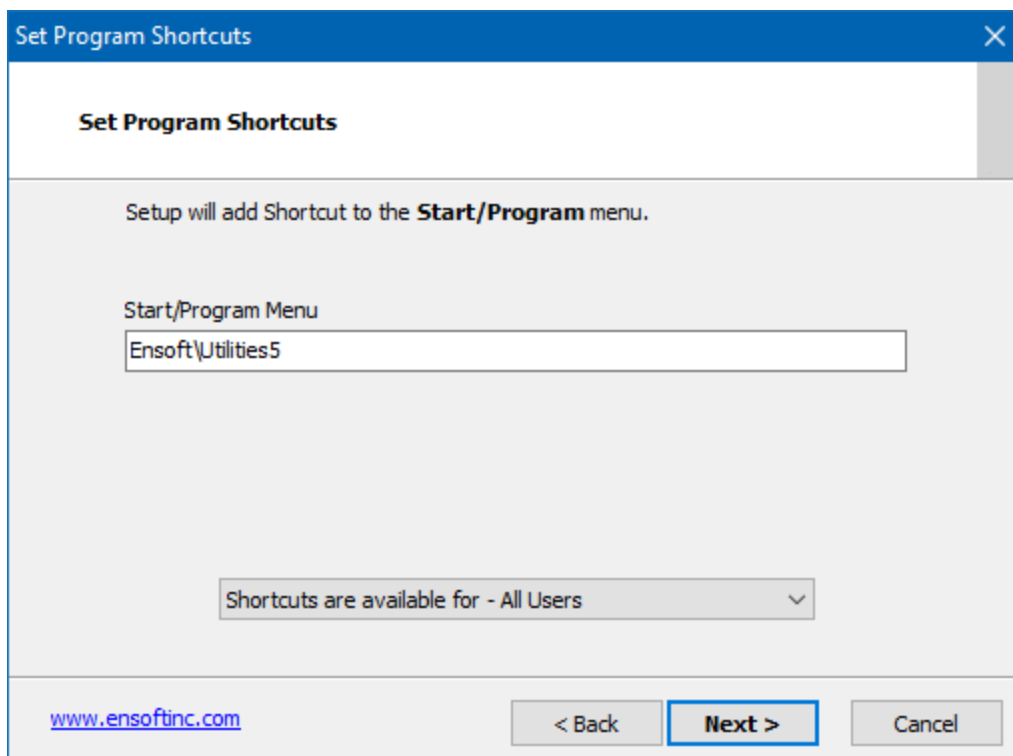 Set Program Shortcuts
Set Program Shortcuts
Setup will add Shortcut to the Start/Program menu.
Start/Program Menu
Ensoft\Utilities5
Shortcuts are available for - All Users
www.ensoftinc.com
< Back
Next >
Cancel